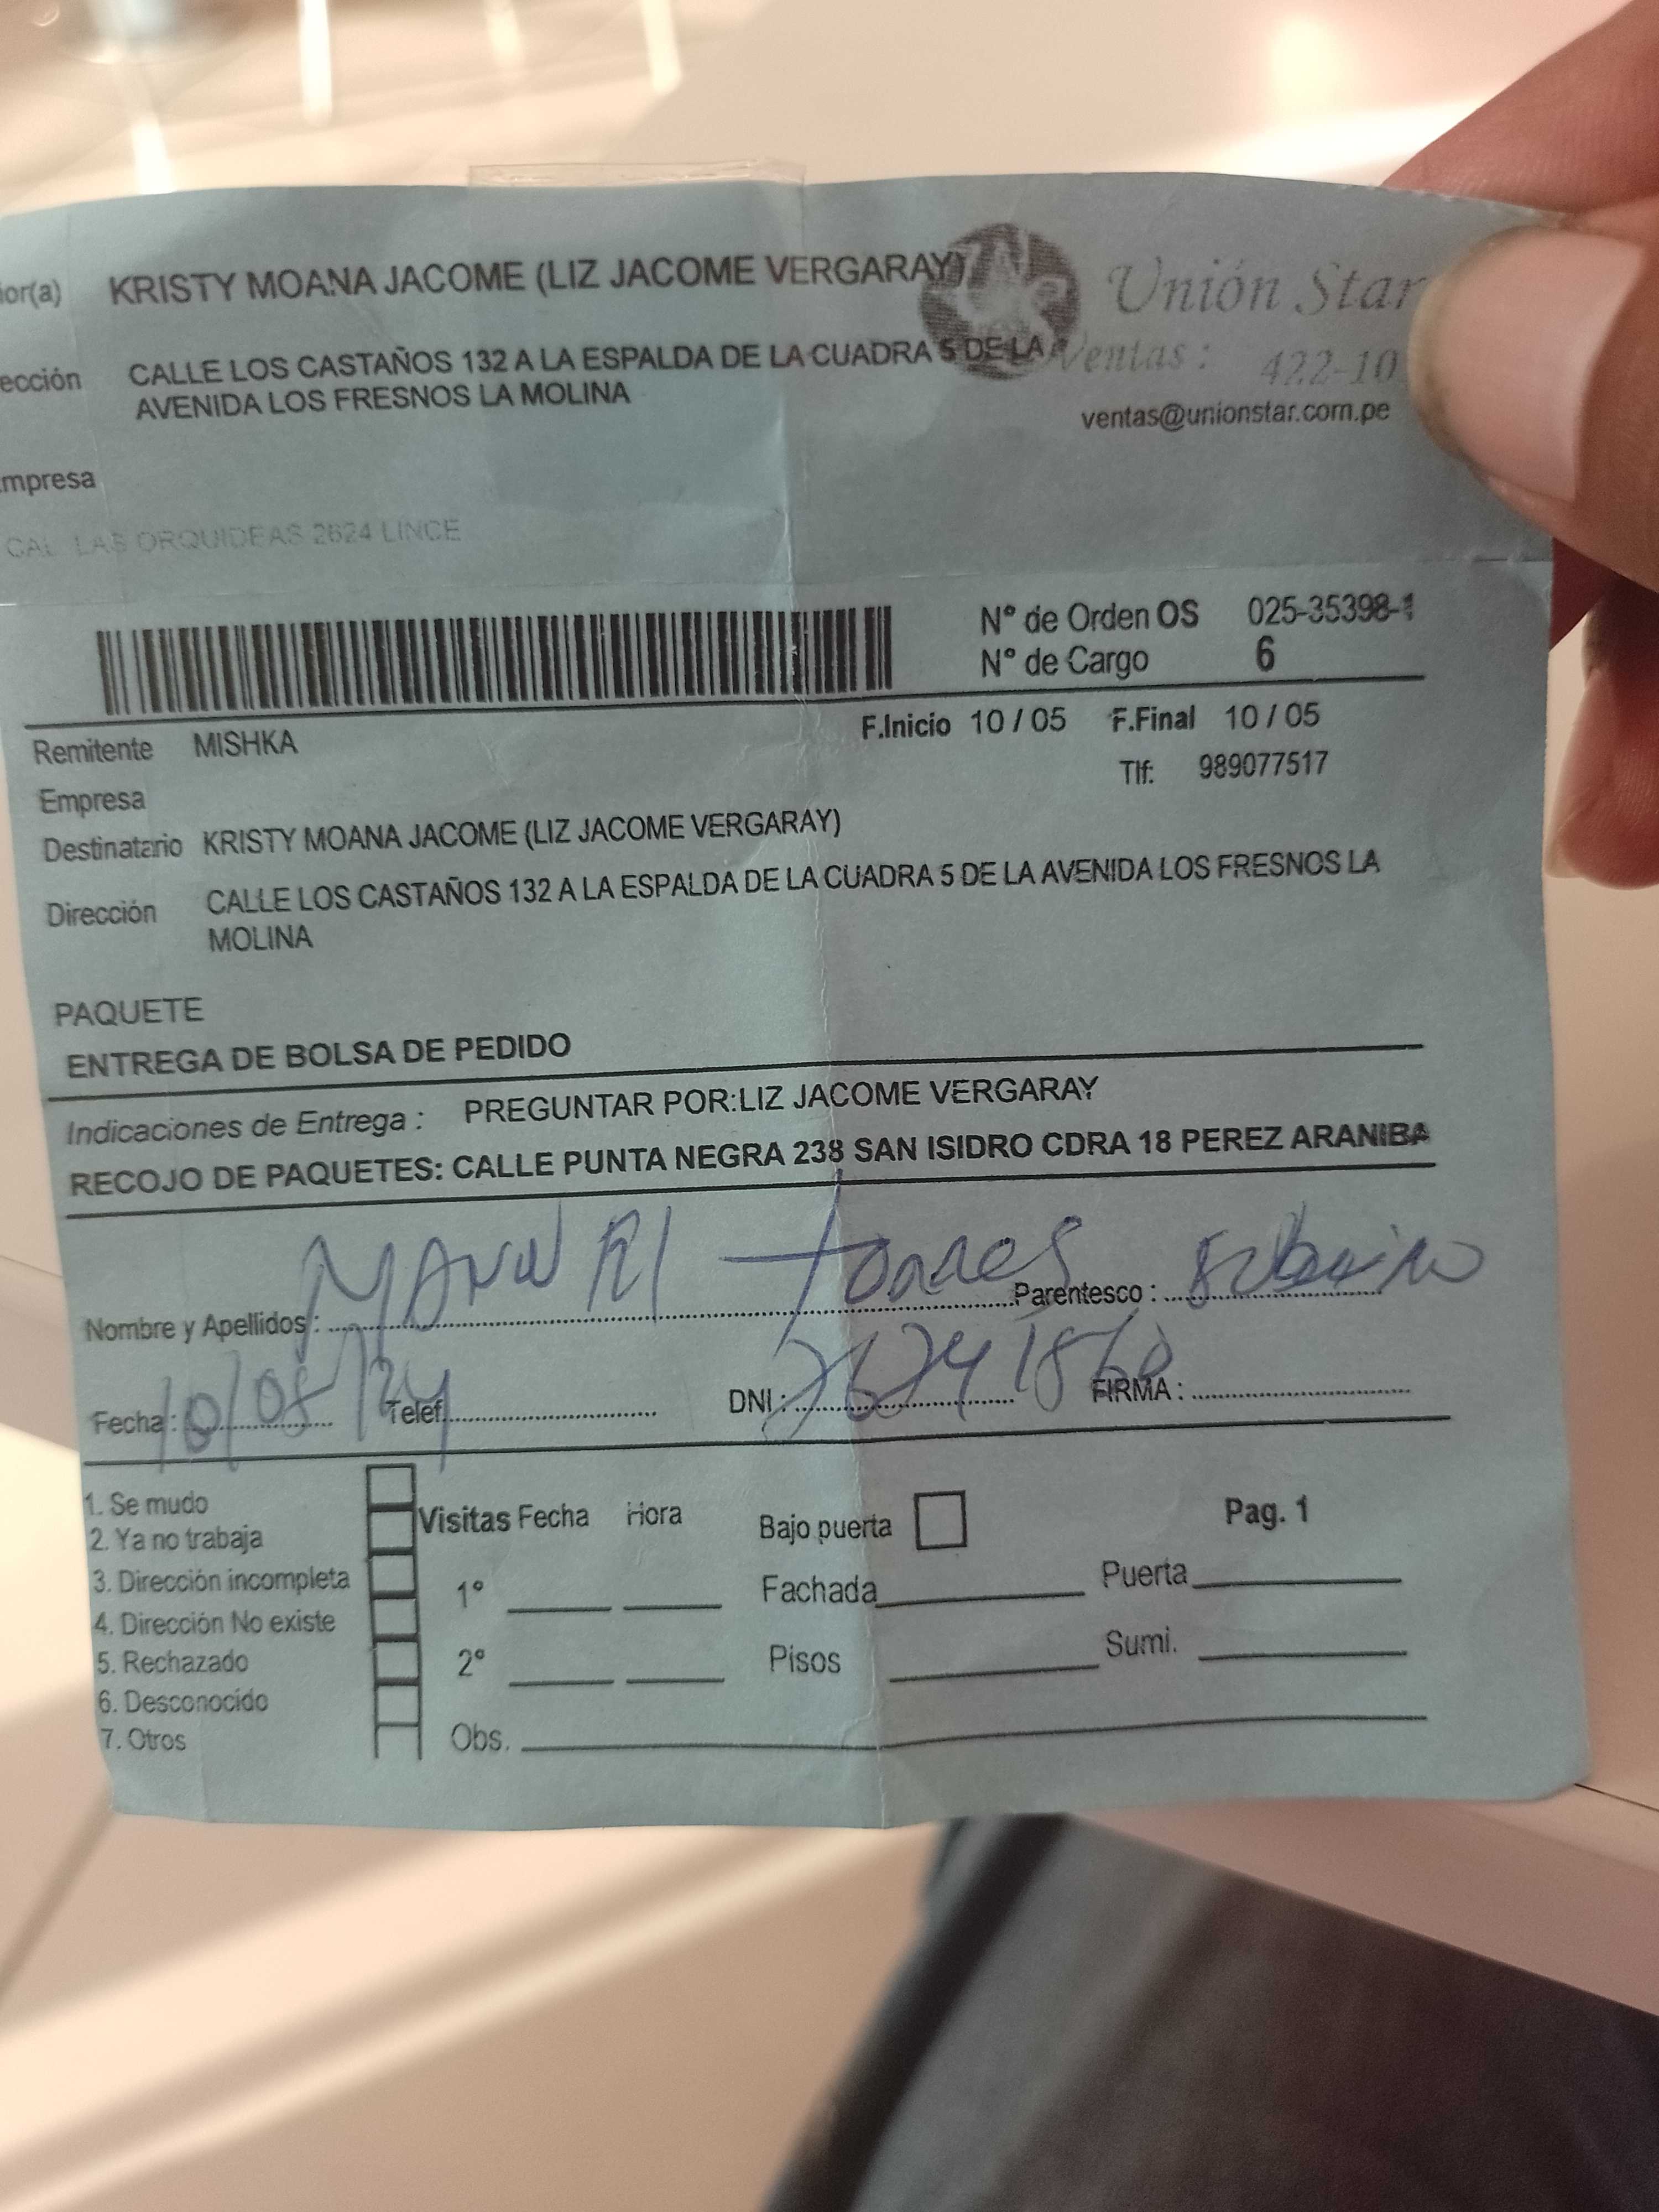 ior(a) KRISTY MOANA JACOME (LIZ JACOME VERGARAY)
Unión Star
ección CALLE LOS CASTAÑOS 132 A LA ESPALDA DE LA CUADRA 5 DE LA
AVENIDA LOS FRESNOS LA MOLINA
Ventas: 422-10
ventas@unionstar.com.pe
mpresa
CAL LAS ORQUIDEAS 2624 LINCE
N° de Orden OS 025-35398-1
N° de Cargo 6
F.Inicio 10 / 05 F.Final 10 / 05
Remitente MISHKA
Tlf: 989077517
Empresa
Destinatario KRISTY MOANA JACOME (LIZ JACOME VERGARAY)
Dirección CALLE LOS CASTAÑOS 132 A LA ESPALDA DE LA CUADRA 5 DE LA AVENIDA LOS FRESNOS LA
MOLINA
PAQUETE
ENTREGA DE BOLSA DE PEDIDO
Indicaciones de Entrega : PREGUNTAR POR:LIZ JACOME VERGARAY
RECOJO DE PAQUETES: CALLE PUNTA NEGRA 238 SAN ISIDRO CDRA 18 PEREZ ARANIBA
Nombre y Apellidos : Torres Parentesco :
Fecha : 10/05/24 Telef. DNI : FIRMA :
1. Se mudo
2. Ya no trabaja
3. Dirección incompleta
4. Dirección No existe
5. Rechazado
6. Desconocido
7. Otros
Visitas Fecha Hora
1°
2°
Obs.
Bajo puerta
Fachada
Pisos
Pag. 1
Puerta
Sumi.